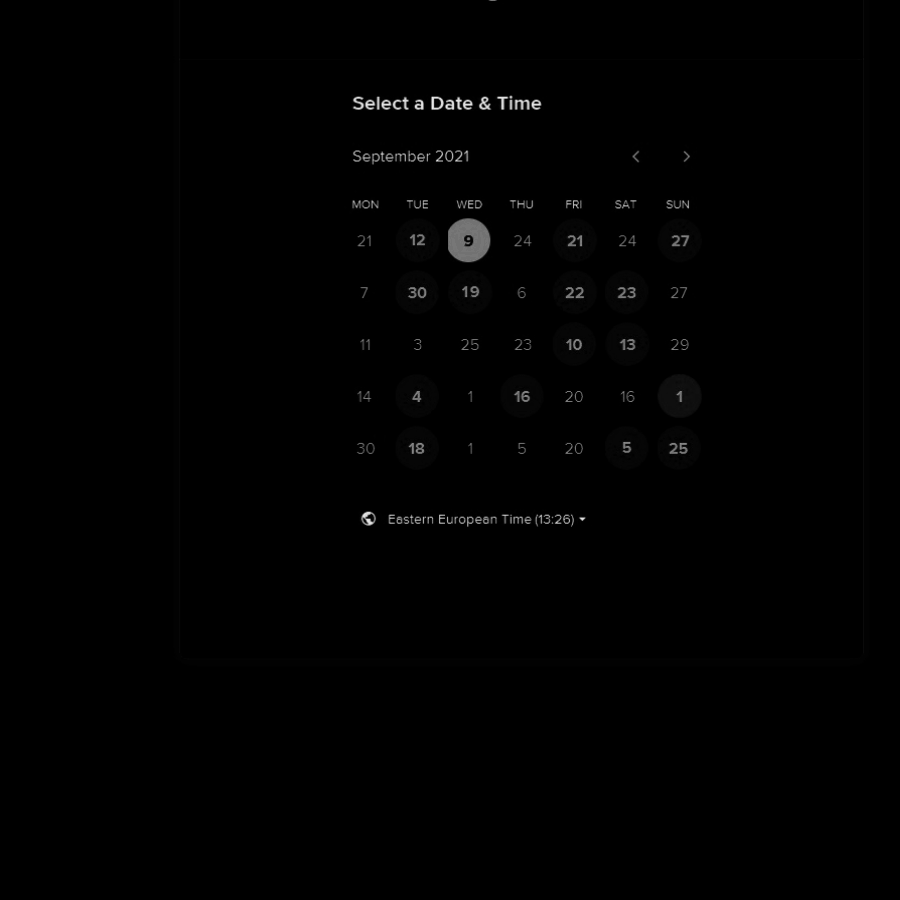 Select a Date & Time
September 2021
MON TUE WED THU FRI SAT SUN
21 12 9 24 21 24 27
7 30 19 6 22 23 27
11 3 25 23 10 13 29
14 4 1 16 20 16 1
30 18 1 5 20 5 25
Eastern European Time (13:26)